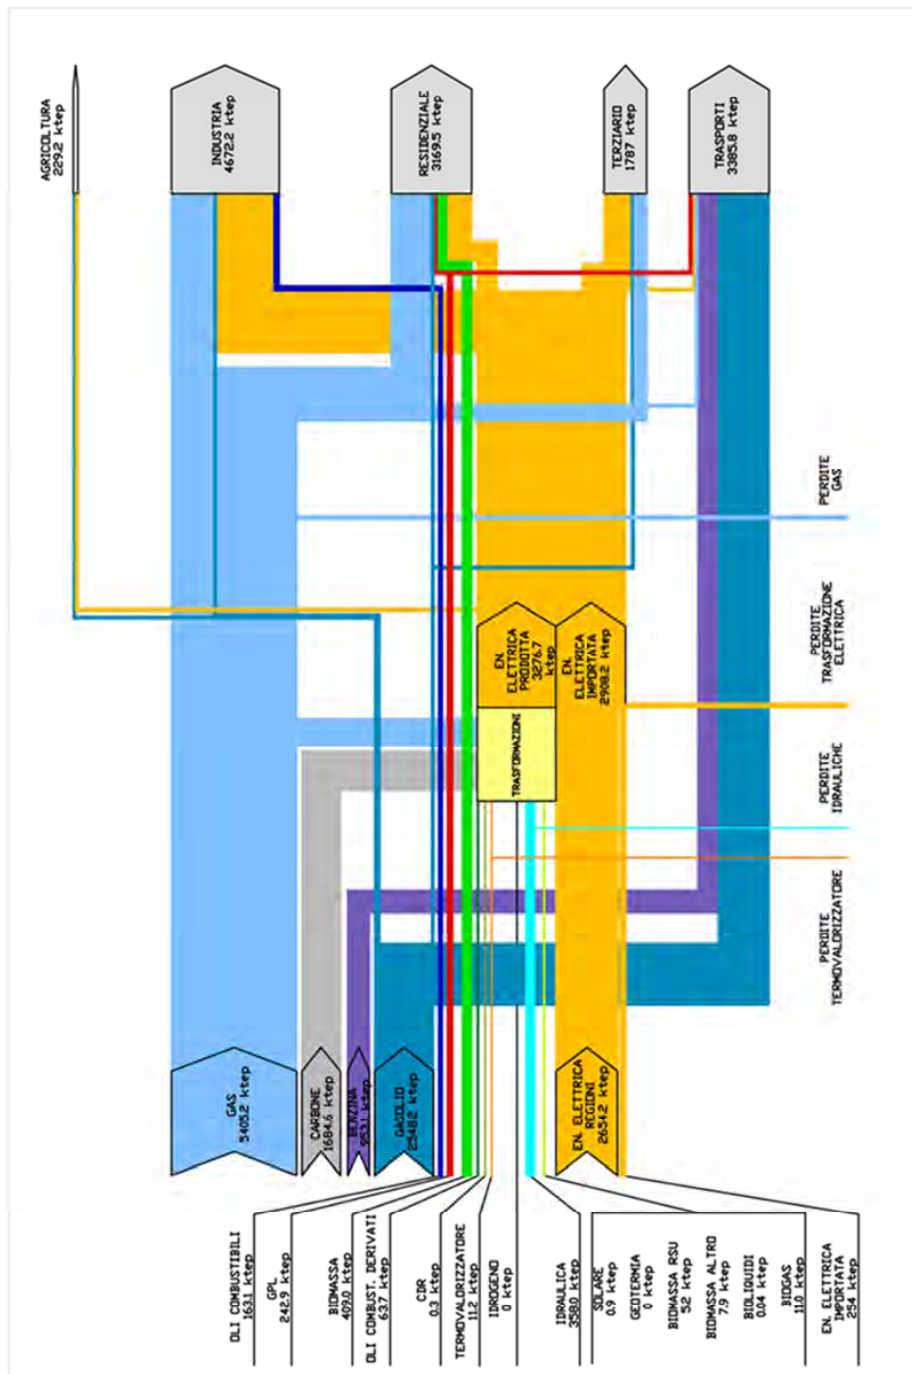 AGRICOLTURA
229.2 ktep
INDUSTRIA
4672.2 ktep
RESIDENZIALE
3169.5 ktep
TERZIARIO
1787 ktep
TRASPORTI
3385.8 ktep
PERDITE
GAS
PERDITE
TRASFORMAZIONE
ELETTRICA
PERDITE
IDRAULICHE
PERDITE
TERMOVALORIZZATORE
EN.
ELETTRICA
PRODOTTA
3276.7
ktep
EN.
ELETTRICA
IMPORTATA
2908.2 ktep
TRASFORMAZIONI
GAS
5405.2 ktep
CARBONE
1684.6 ktep
BENZINA
953.1 ktep
GASOLIO
2548.2 ktep
EN. ELETTRICA
REGIONI
2654.2 ktep
OLI COMBUSTIBILI
163.1 ktep
GPL
242.9 ktep
BIOMASSA
409.0 ktep
OLI COMBUST. DERIVATI
63.7 ktep
CDR
0.3 ktep
TERMOVALORIZZATORE
11.2 ktep
IDROGENO
0 ktep
IDRAULICA
358.0 ktep
SOLARE
0.9 ktep
GEOTERMIA
0 ktep
BIOMASSA RSU
5.2 ktep
BIOMASSA ALTRO
7.9 ktep
BIOLIQUIDI
0.04 ktep
BIOGAS
11.0 ktep
EN. ELETTRICA
IMPORTATA
254 ktep